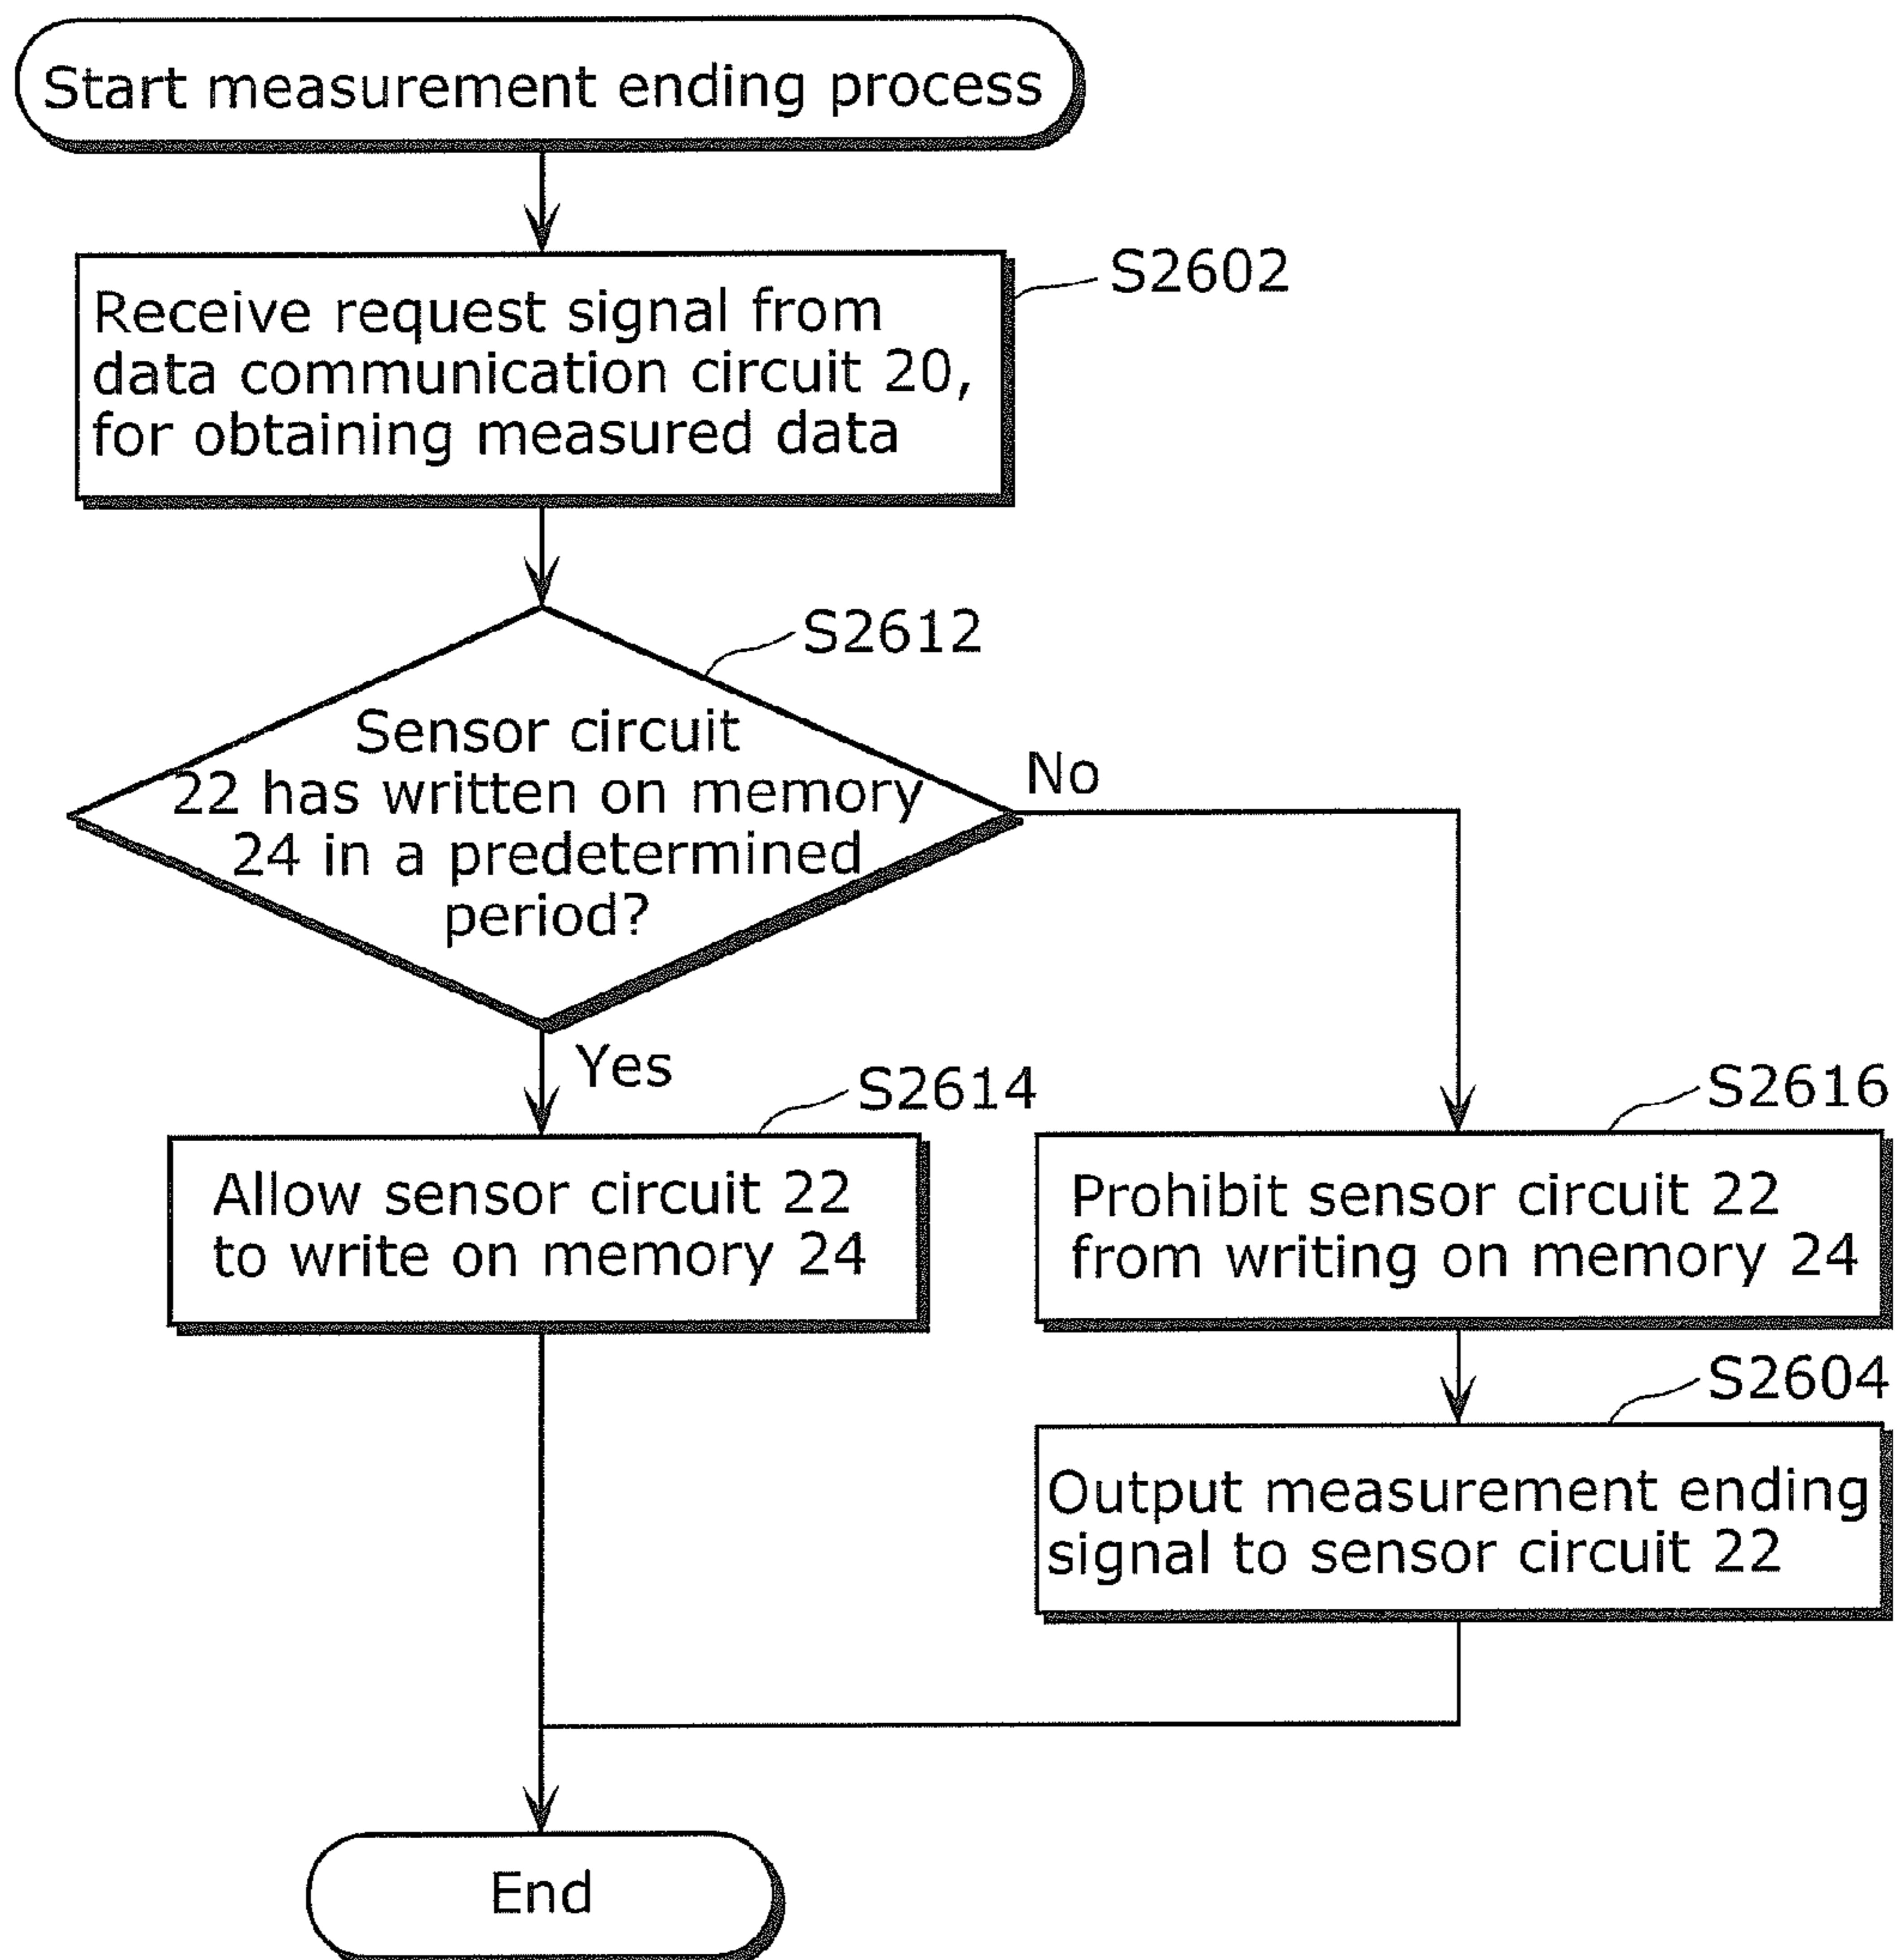 Start measurement ending process
S2602
Receive request signal from
data communication circuit 20,
for obtaining measured data
S2612
Sensor circuit
22 has written on memory
24 in a predetermined
period?
No
Yes
S2614
Allow sensor circuit 22
to write on memory 24
S2616
Prohibit sensor circuit 22
from writing on memory 24
S2604
Output measurement ending
signal to sensor circuit 22
End